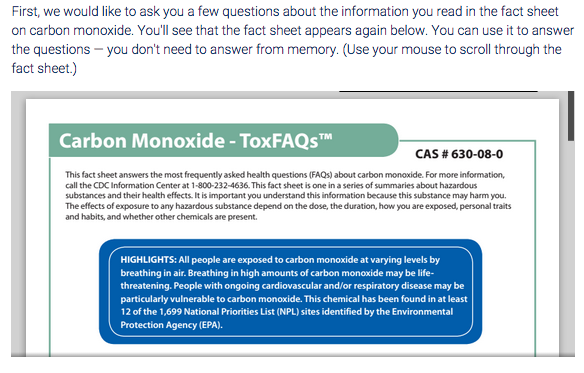 First, we would like to ask you a few questions about the information you read in the fact sheet
on carbon monoxide. You'll see that the fact sheet appears again below. You can use it to answer
the questions — you don't need to answer from memory. (Use your mouse to scroll through the
fact sheet.)
Carbon Monoxide - ToxFAQs™
CAS # 630-08-0
This fact sheet answers the most frequently asked health questions (FAQs) about carbon monoxide. For more information,
call the CDC Information Center at 1-800-232-4636. This fact sheet is one in a series of summaries about hazardous
substances and their health effects. It is important you understand this information because this substance may harm you.
The effects of exposure to any hazardous substance depend on the dose, the duration, how you are exposed, personal traits
and habits, and whether other chemicals are present.
HIGHLIGHTS: All people are exposed to carbon monoxide at varying levels by
breathing in air. Breathing in high amounts of carbon monoxide may be life-
threatening. People with ongoing cardiovascular and/or respiratory disease may be
particularly vulnerable to carbon monoxide. This chemical has been found in at least
12 of the 1,699 National Priorities List (NPL) sites identified by the Environmental
Protection Agency (EPA).